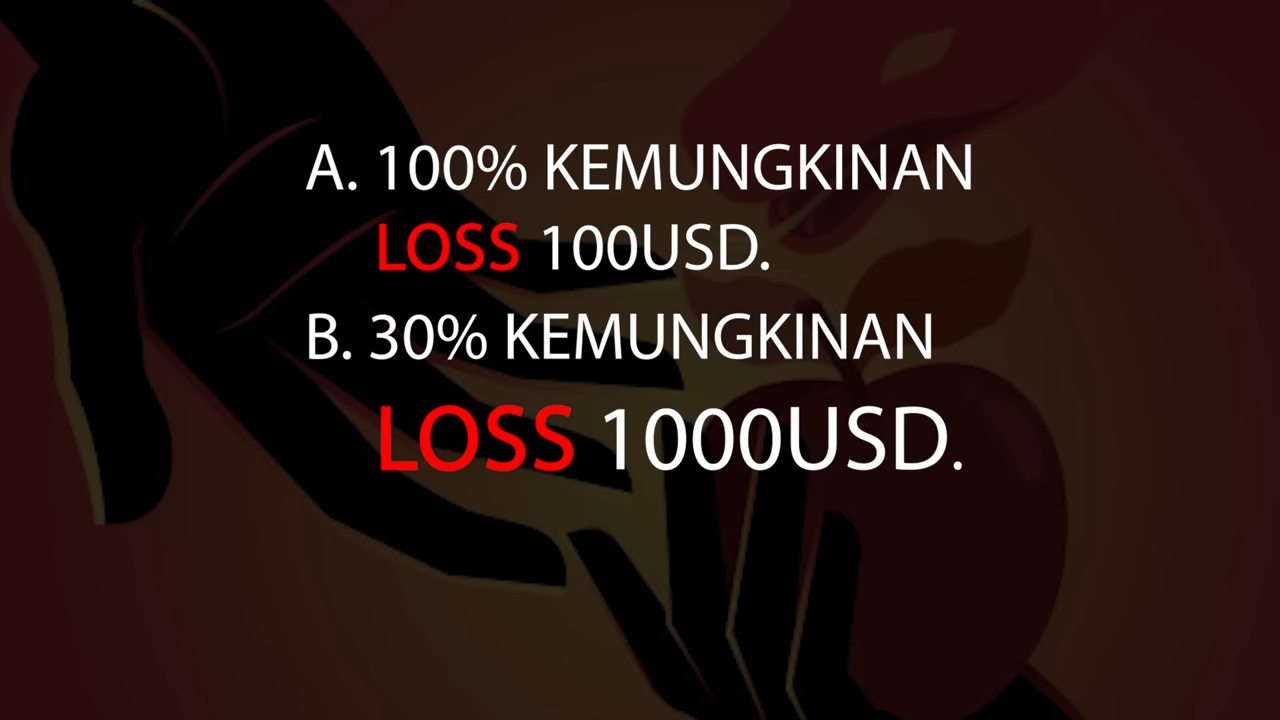 A. 100% KEMUNGKINAN
LOSS 100USD.
B. 30% KEMUNGKINAN
LOSS 1000USD.